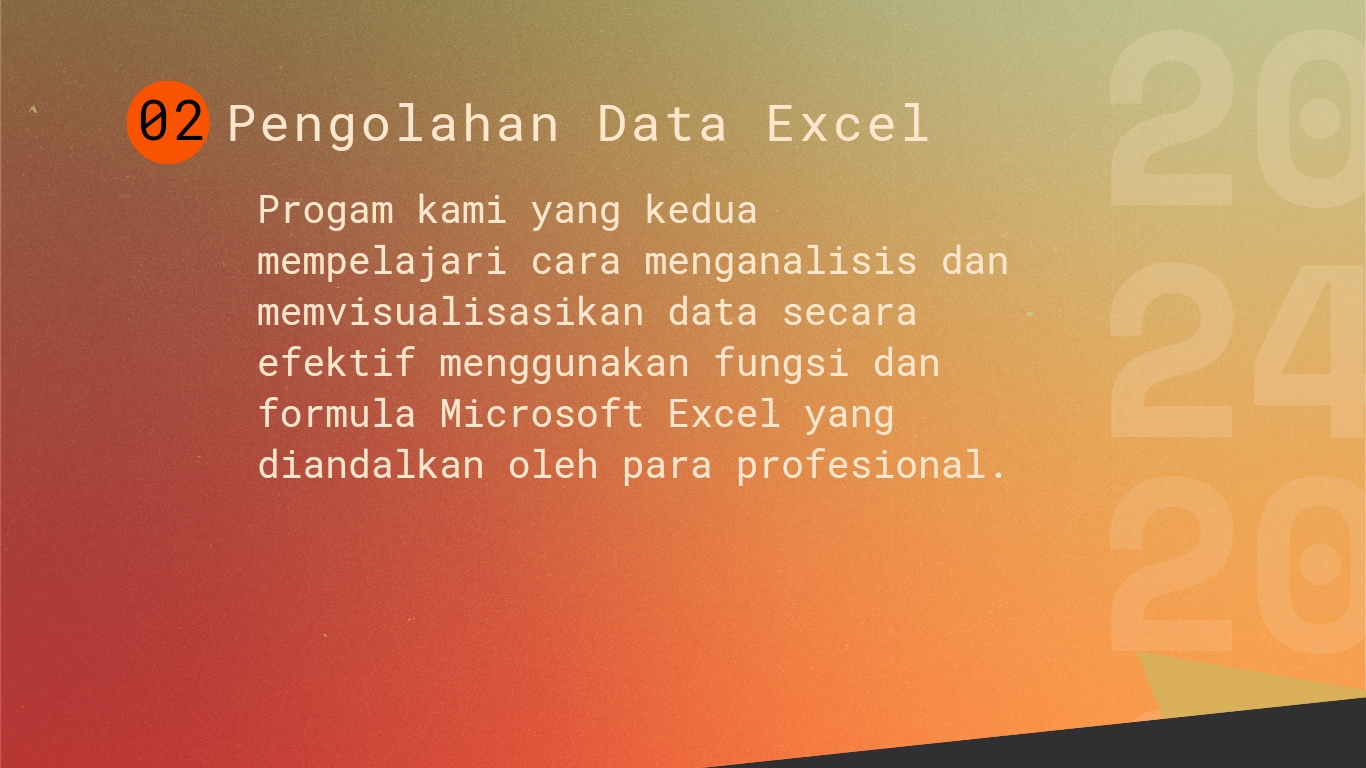 02 Pengolahan Data Excel
Progam kami yang kedua
mempelajari cara menganalisis dan
memvisualisasikan data secara
efektif menggunakan fungsi dan
formula Microsoft Excel yang
diandalkan oleh para profesional.
20
24
20